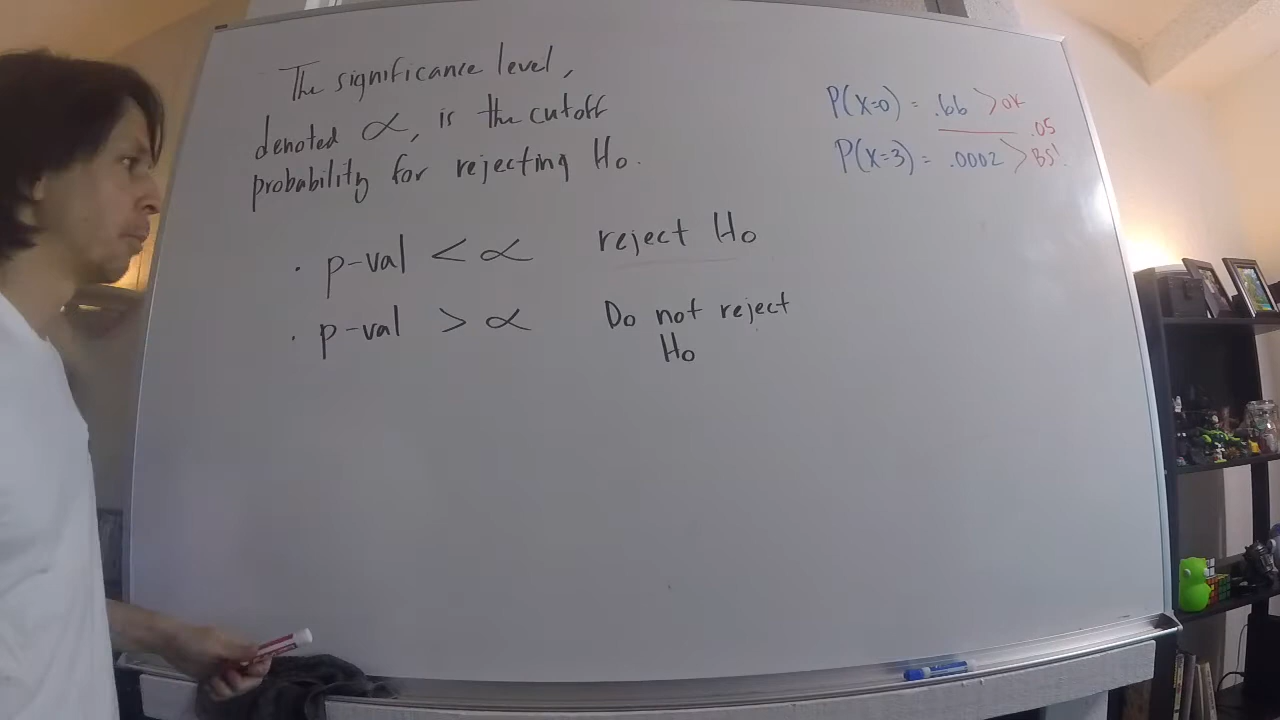 The significance level,
denoted α, is the cutoff
probability for rejecting H₀.
· p-val < α reject H₀
· p-val > α Do not reject
H₀
P(X=0) = .66 > OK
.05
P(X=3) = .0002 > BS!